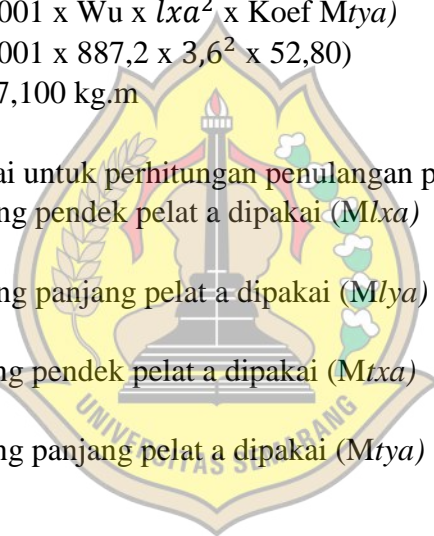 001 x Wu x lxa² x Koef Mtya)
001 x 887,2 x 3,6² x 52,80)
7,100 kg.m
ai untuk perhitungan penulangan p
ng pendek pelat a dipakai (Mlxa)
ng panjang pelat a dipakai (Mlya)
ng pendek pelat a dipakai (Mtxa)
ng panjang pelat a dipakai (Mtya)
UNIVERSITAS SEMARANG